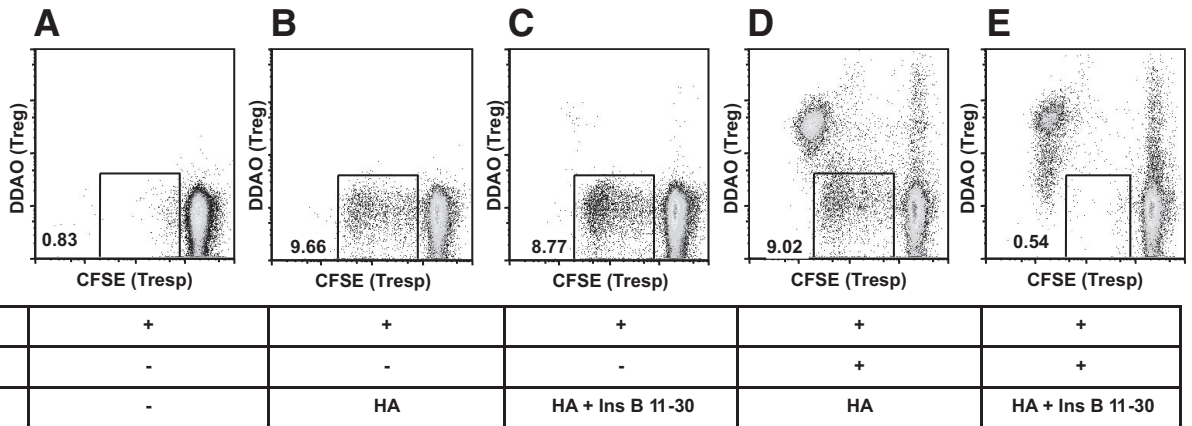 A B C D E
DDAO (Treg) DDAO (Treg) DDAO (Treg) DDAO (Treg) DDAO (Treg)
0.83 9.66 8.77 9.02 0.54
CFSE (Tresp) CFSE (Tresp) CFSE (Tresp) CFSE (Tresp) CFSE (Tresp)
+ + + + +
- - - + +
- HA HA + Ins B 11-30 HA HA + Ins B 11-30